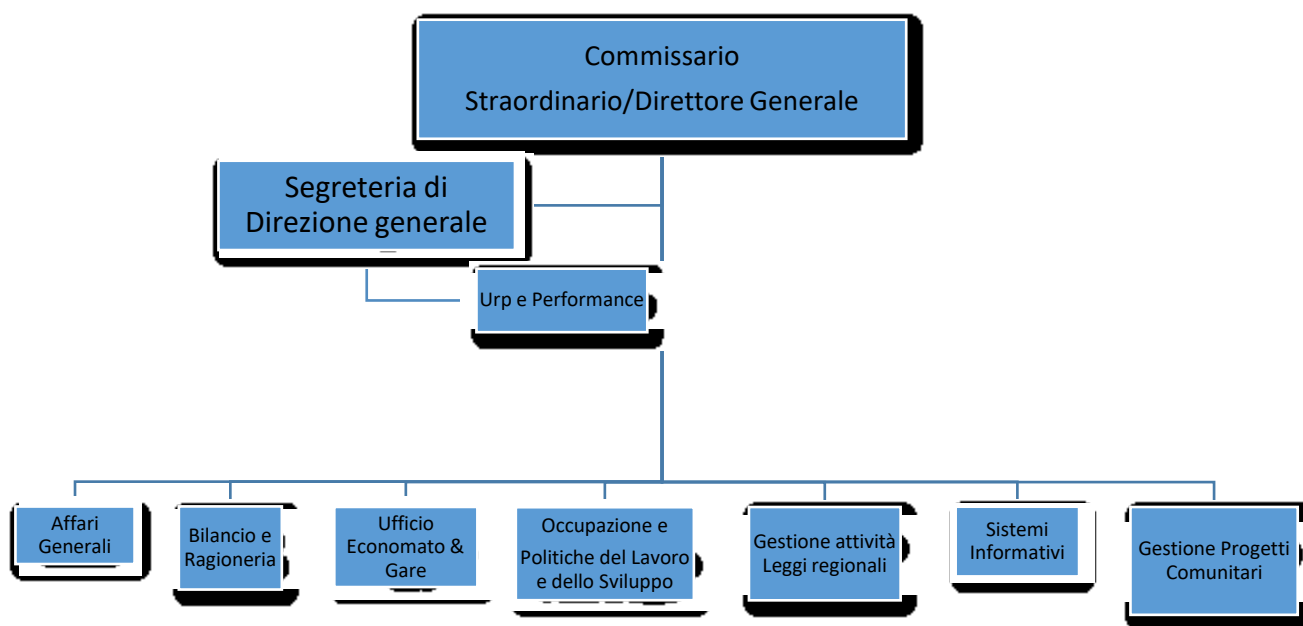 Commissario
Straordinario/Direttore Generale
Segreteria di
Direzione generale
Urp e Performance
Affari
Generali
Bilancio e
Ragioneria
Ufficio
Economato &
Gare
Occupazione e
Politiche del Lavoro
e dello Sviluppo
Gestione attività
Leggi regionali
Sistemi
Informativi
Gestione Progetti
Comunitari